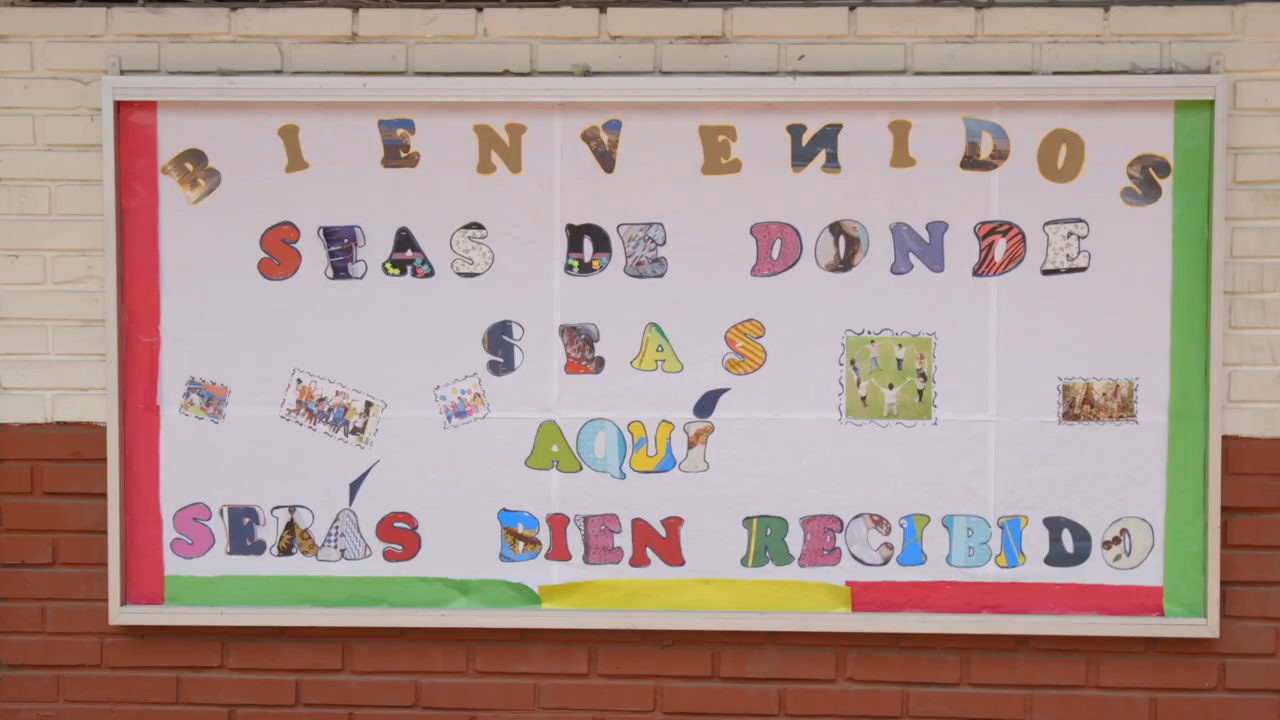 BIENVENIDOS
SEAS DE DONDE
SEAS
AQUÍ
SERÁS BIEN RECIBIDO